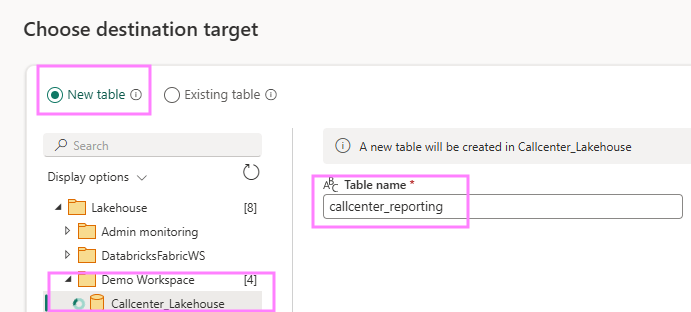 Choose destination target
New table
Existing table
Search
Display options
Lakehouse [8]
Admin monitoring
DatabricksFabricWS
Demo Workspace [4]
Callcenter_Lakehouse
A new table will be created in Callcenter_Lakehouse
ABC Table name *
callcenter_reporting